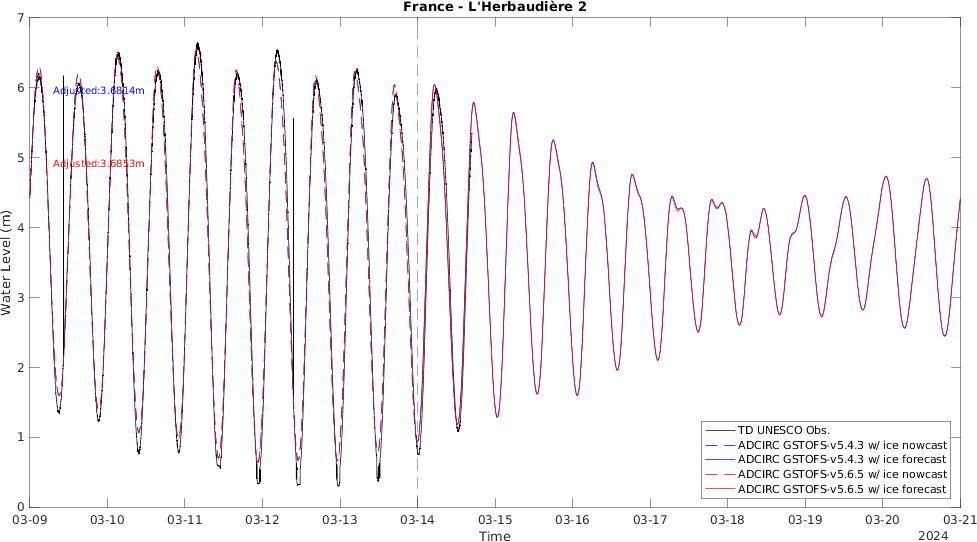 France - L'Herbaudière 2
7
6
5
4
3
2
1
0
Water Level (m)
Adjusted:3.6814m
Adjusted:3.6853m
TD UNESCO Obs.
ADCIRC GSTOFS-v5.4.3 w/ ice nowcast
ADCIRC GSTOFS-v5.4.3 w/ ice forecast
ADCIRC GSTOFS-v5.6.5 w/ ice nowcast
ADCIRC GSTOFS-v5.6.5 w/ ice forecast
03-09 03-10 03-11 03-12 03-13 03-14 03-15 03-16 03-17 03-18 03-19 03-20 03-21
Time
2024